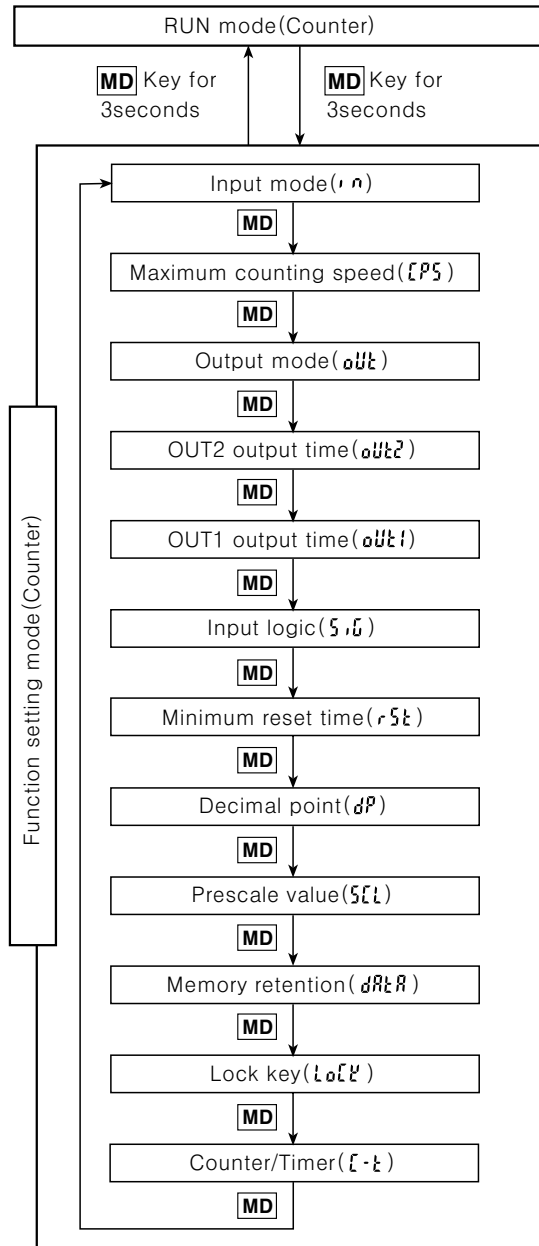 RUN mode(Counter)
MD Key for
3seconds
MD Key for
3seconds
Function setting mode(Counter)
Input mode(in)
MD
Maximum counting speed(CPS)
MD
Output mode(oUt)
MD
OUT2 output time(oUt2)
MD
OUT1 output time(oUt1)
MD
Input logic(SiG)
MD
Minimum reset time(rSt)
MD
Decimal point(dP)
MD
Prescale value(SCL)
MD
Memory retention(dAtA)
MD
Lock key(LoCK)
MD
Counter/Timer(C-t)
MD